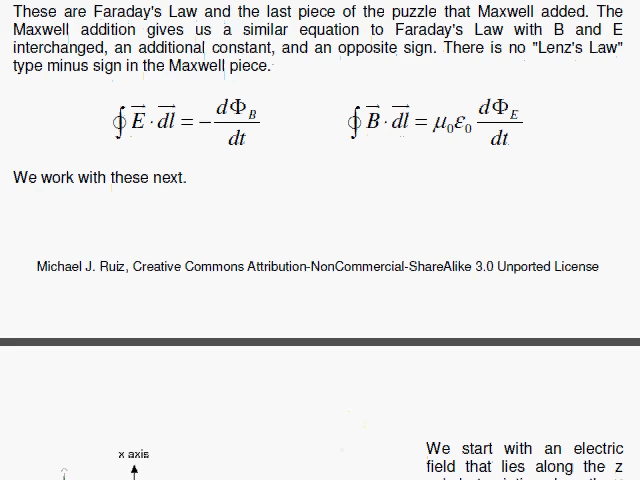 These are Faraday's Law and the last piece of the puzzle that Maxwell added. The
Maxwell addition gives us a similar equation to Faraday's Law with B and E
interchanged, an additional constant, and an opposite sign. There is no "Lenz's Law"
type minus sign in the Maxwell piece.
∮ E⃗ · dl⃗ = − dΦ_B/dt    ∮ B⃗ · dl⃗ = μ₀ε₀ dΦ_E/dt
We work with these next.
Michael J. Ruiz, Creative Commons Attribution-NonCommercial-ShareAlike 3.0 Unported License
x axis
We start with an electric
field that lies along the z